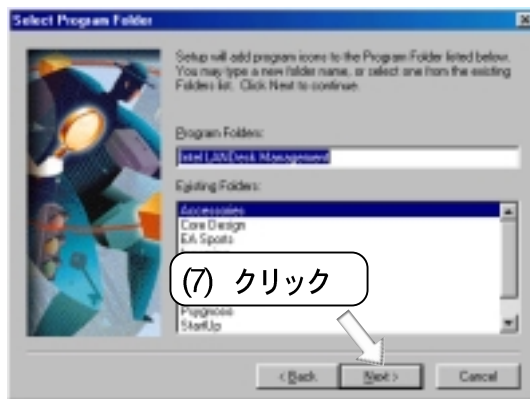 Select Program Folder
Setup will add program icons to the Program Folder listed below.
You may type a new folder name, or select one from the existing
Folders list. Click Next to continue.
Program Folders:
Intel LANDesk Management
Existing Folders:
Accessories
Core Design
EA Sports
(7) クリック
Psygnosis
StartUp
< Back
Next >
Cancel